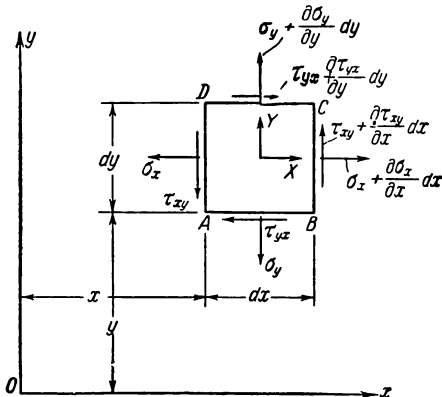 y
σ_y + ∂σ_y/∂y dy
τ_yx + ∂τ_yx/∂y dy
D
C
Y
τ_xy + ∂τ_xy/∂x dx
dy
σ_x
X
σ_x + ∂σ_x/∂x dx
τ_xy
A
B
τ_yx
σ_y
x
dx
y
O
x